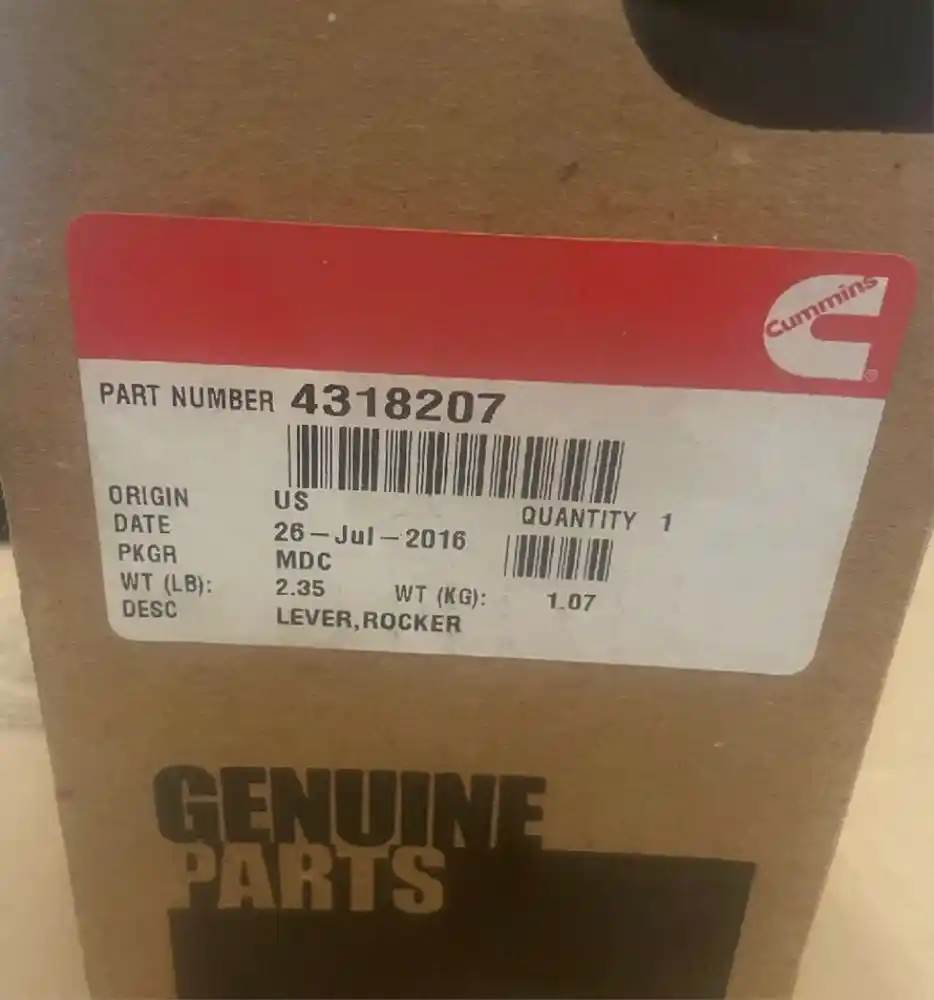 Cummins
®
PART NUMBER 4318207
ORIGIN US
QUANTITY 1
DATE 26-Jul-2016
PKGR MDC
WT (LB): 2.35 WT (KG): 1.07
DESC LEVER,ROCKER
GENUINE
PARTS